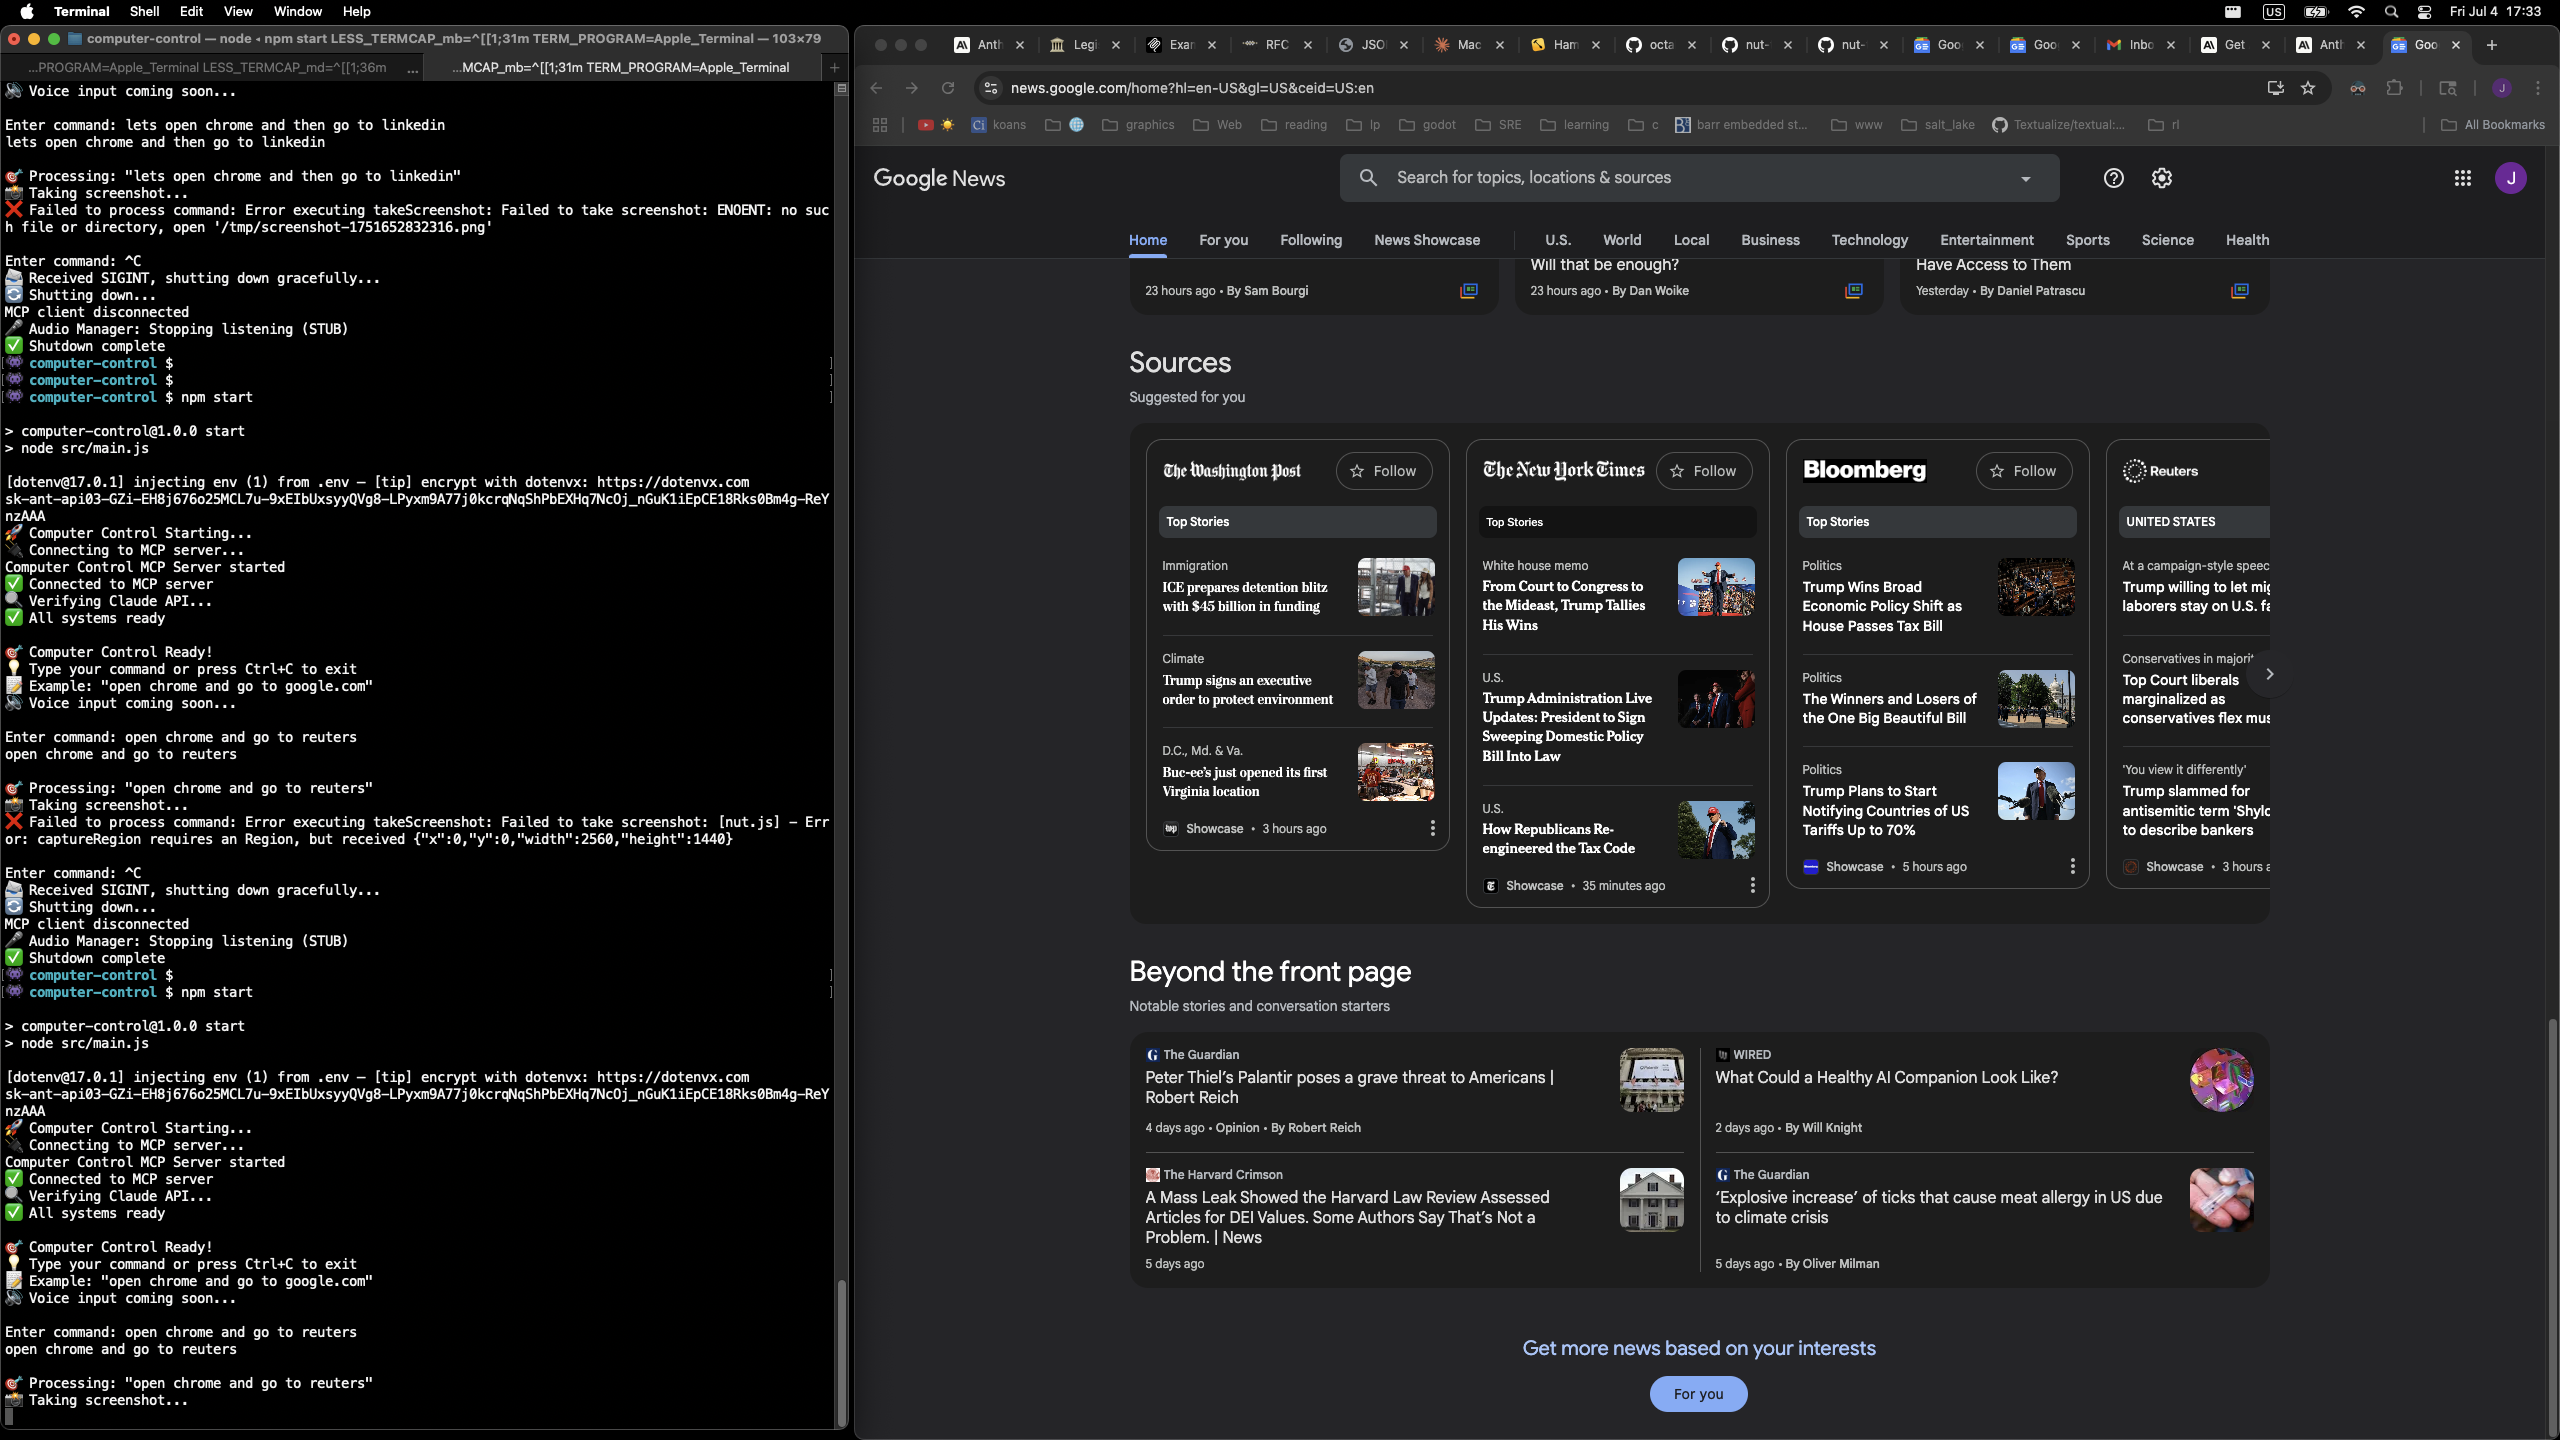 Terminal Shell Edit View Window Help
US Fri Jul 4 17:33
computer-control — node ◂ npm start LESS_TERMCAP_mb=^[[1;31m TERM_PROGRAM=Apple_Terminal — 103×79
...PROGRAM=Apple_Terminal LESS_TERMCAP_md=^[[1;36m ...
...MCAP_mb=^[[1;31m TERM_PROGRAM=Apple_Terminal
Voice input coming soon...
Enter command: lets open chrome and then go to linkedin
lets open chrome and then go to linkedin
Processing: "lets open chrome and then go to linkedin"
Taking screenshot...
Failed to process command: Error executing takeScreenshot: Failed to take screenshot: ENOENT: no suc
h file or directory, open '/tmp/screenshot-1751652832316.png'
Enter command: ^C
Received SIGINT, shutting down gracefully...
Shutting down...
MCP client disconnected
Audio Manager: Stopping listening (STUB)
Shutdown complete
computer-control $
computer-control $
computer-control $ npm start
> computer-control@1.0.0 start
> node src/main.js
[dotenv@17.0.1] injecting env (1) from .env – [tip] encrypt with dotenvx: https://dotenvx.com
Computer Control Starting...
Connecting to MCP server...
Computer Control MCP Server started
Connected to MCP server
Verifying Claude API...
All systems ready
Computer Control Ready!
Type your command or press Ctrl+C to exit
Example: "open chrome and go to google.com"
Voice input coming soon...
Enter command: open chrome and go to reuters
open chrome and go to reuters
Processing: "open chrome and go to reuters"
Taking screenshot...
Failed to process command: Error executing takeScreenshot: Failed to take screenshot: [nut.js] - Err
or: captureRegion requires an Region, but received {"x":0,"y":0,"width":2560,"height":1440}
Enter command: ^C
Received SIGINT, shutting down gracefully...
Shutting down...
MCP client disconnected
Audio Manager: Stopping listening (STUB)
Shutdown complete
computer-control $
computer-control $ npm start
> computer-control@1.0.0 start
> node src/main.js
[dotenv@17.0.1] injecting env (1) from .env – [tip] encrypt with dotenvx: https://dotenvx.com
Computer Control Starting...
Connecting to MCP server...
Computer Control MCP Server started
Connected to MCP server
Verifying Claude API...
All systems ready
Computer Control Ready!
Type your command or press Ctrl+C to exit
Example: "open chrome and go to google.com"
Voice input coming soon...
Enter command: open chrome and go to reuters
open chrome and go to reuters
Processing: "open chrome and go to reuters"
Taking screenshot...
Anth Legi Exar RFC JSOI Mac Ham octa nut- nut- Goo Goo Inbo Get Anth Goo
news.google.com/home?hl=en-US&gl=US&ceid=US:en
J
koans graphics Web reading lp godot SRE learning c barr embedded st... www salt_lake Textualize/textual:... rl All Bookmarks
Google News
Search for topics, locations & sources
J
Home For you Following News Showcase U.S. World Local Business Technology Entertainment Sports Science Health
Will that be enough?
Have Access to Them
23 hours ago • By Sam Bourgi
23 hours ago • By Dan Woike
Yesterday • By Daniel Patrascu
Sources
Suggested for you
The Washington Post
Follow
Top Stories
Immigration
ICE prepares detention blitz
with $45 billion in funding
Climate
Trump signs an executive
order to protect environment
D.C., Md. & Va.
Buc-ee's just opened its first
Virginia location
Showcase • 3 hours ago
The New York Times
Follow
Top Stories
White house memo
From Court to Congress to
the Mideast, Trump Tallies
His Wins
U.S.
Trump Administration Live
Updates: President to Sign
Sweeping Domestic Policy
Bill Into Law
U.S.
How Republicans Re-
engineered the Tax Code
Showcase • 35 minutes ago
Bloomberg
Follow
Top Stories
Politics
Trump Wins Broad
Economic Policy Shift as
House Passes Tax Bill
Politics
The Winners and Losers of
the One Big Beautiful Bill
Politics
Trump Plans to Start
Notifying Countries of US
Tariffs Up to 70%
Showcase • 5 hours ago
Reuters
UNITED STATES
At a campaign-style speec
Trump willing to let mi
laborers stay on U.S. fa
Conservatives in majorit
Top Court liberals
marginalized as
conservatives flex mus
'You view it differently'
Trump slammed for
antisemitic term 'Shylo
to describe bankers
Showcase • 3 hours a
Beyond the front page
Notable stories and conversation starters
The Guardian
Peter Thiel's Palantir poses a grave threat to Americans |
Robert Reich
4 days ago • Opinion • By Robert Reich
The Harvard Crimson
A Mass Leak Showed the Harvard Law Review Assessed
Articles for DEI Values. Some Authors Say That's Not a
Problem. | News
5 days ago
WIRED
What Could a Healthy AI Companion Look Like?
2 days ago • By Will Knight
The Guardian
'Explosive increase' of ticks that cause meat allergy in US due
to climate crisis
5 days ago • By Oliver Milman
Get more news based on your interests
For you